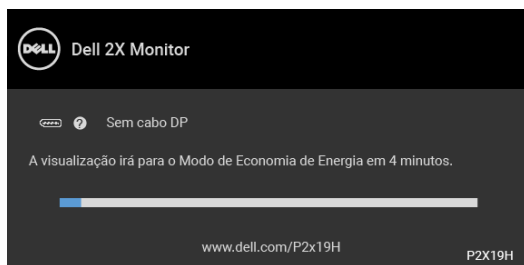 DELL
Dell 2X Monitor
Sem cabo DP
A visualização irá para o Modo de Economia de Energia em 4 minutos.
www.dell.com/P2x19H
P2X19H